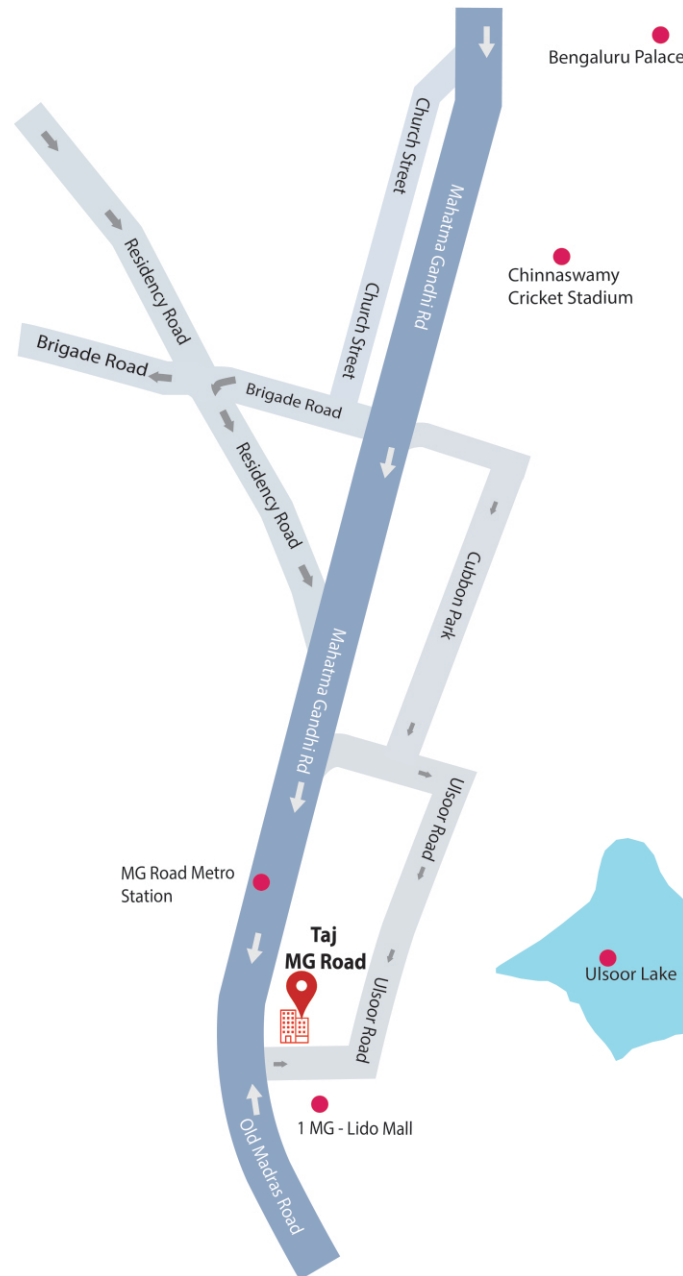 Bengaluru Palace
Church Street
Mahatma Gandhi Rd
Chinnaswamy
Cricket Stadium
Residency Road
Church Street
Brigade Road
Brigade Road
Residency Road
Cubbon Park
Mahatma Gandhi Rd
Ulsoor Road
MG Road Metro
Station
Taj
MG Road
Ulsoor Lake
Ulsoor Road
1 MG - Lido Mall
Old Madras Road